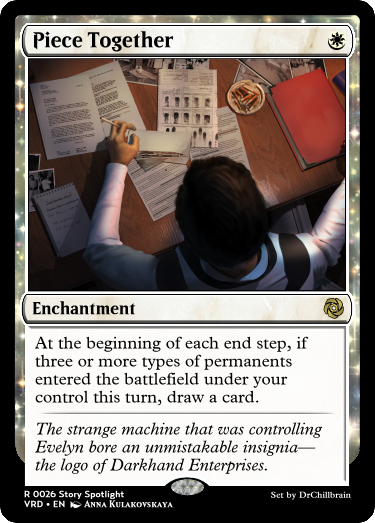 Piece Together
Enchantment
At the beginning of each end step, if
three or more types of permanents
entered the battlefield under your
control this turn, draw a card.
The strange machine that was controlling
Evelyn bore an unmistakable insignia—
the logo of Darkhand Enterprises.
R 0026 Story Spotlight
VRD • EN Anna Kulakovskaya
Set by DrChillbrain